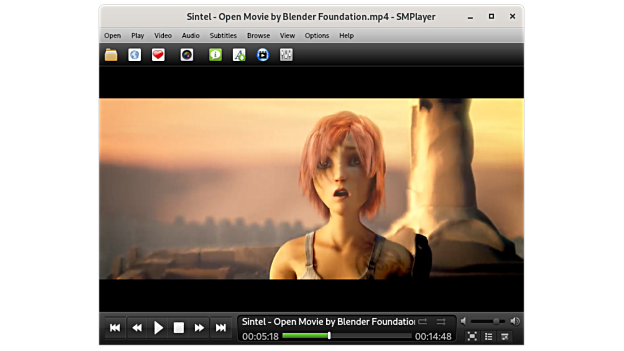 Sintel - Open Movie by Blender Foundation.mp4 - SMPlayer
Open Play Video Audio Subtitles Browse View Options Help
Sintel - Open Movie by Blender Foundatio
00:05:18 00:14:48